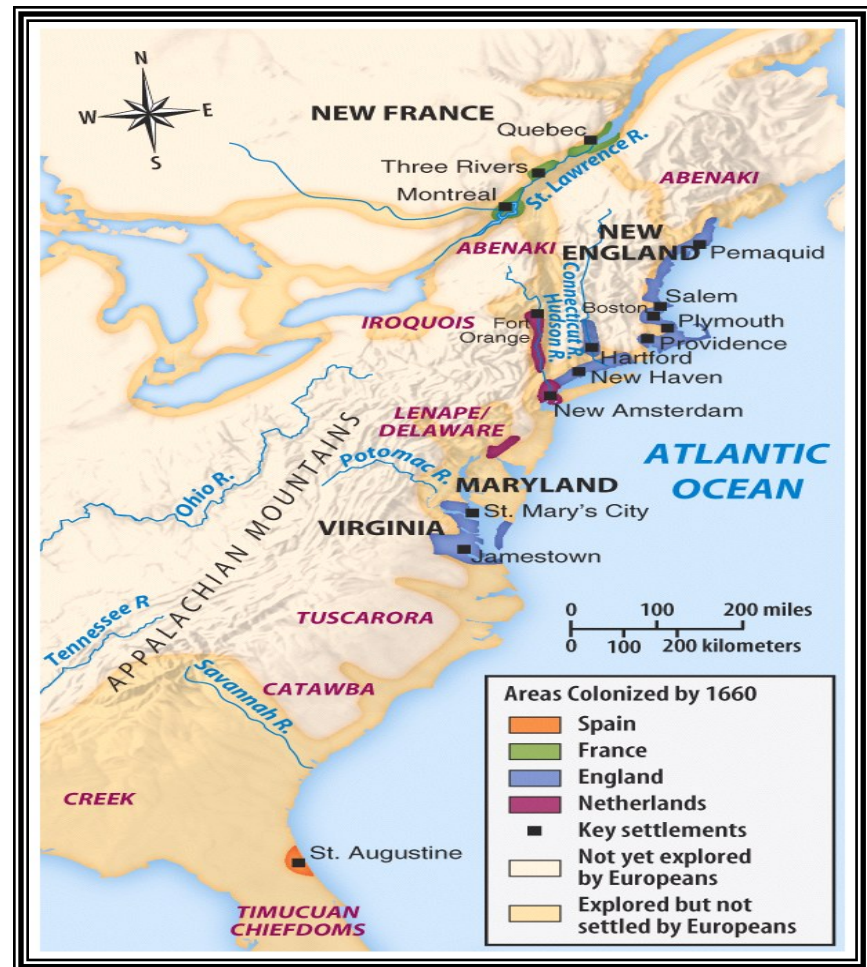 N
W
E
S
NEW FRANCE
Quebec
Three Rivers
St. Lawrence R.
Montreal
ABENAKI
NEW
ENGLAND
ABENAKI
Pemaquid
Connecticut R.
Hudson R.
Salem
Boston
IROQUOIS
Fort
Orange
Plymouth
Providence
Hartford
New Haven
New Amsterdam
LENAPE/
DELAWARE
Potomac R.
ATLANTIC
OCEAN
Ohio R.
MARYLAND
St. Mary's City
APPALACHIAN MOUNTAINS
VIRGINIA
Jamestown
0 100 200 miles
0 100 200 kilometers
TUSCARORA
Tennessee R
CATAWBA
Savannah R.
CREEK
St. Augustine
TIMUCUAN
CHIEFDOMS
Areas Colonized by 1660
Spain
France
England
Netherlands
Key settlements
Not yet explored
by Europeans
Explored but not
settled by Europeans